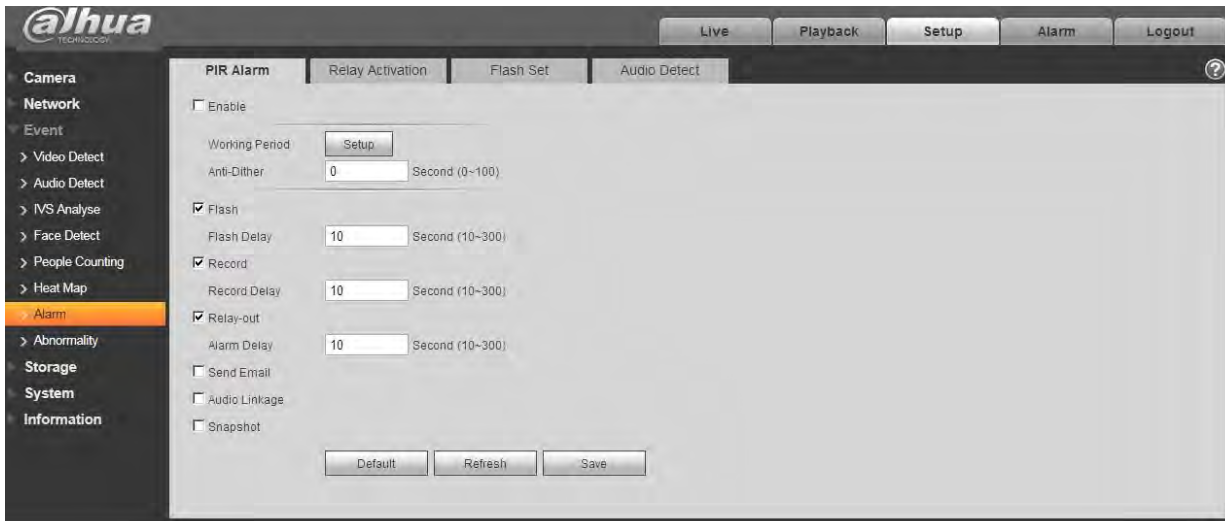 alhua
TECHNOLOGY
Live Playback Setup Alarm Logout
PIR Alarm Relay Activation Flash Set Audio Detect ?
Camera
Network
Event
> Video Detect
> Audio Detect
> IVS Analyse
> Face Detect
> People Counting
> Heat Map
> Alarm
> Abnormality
Storage
System
Information
Enable
Working Period Setup
Anti-Dither 0 Second (0~100)
Flash
Flash Delay 10 Second (10~300)
Record
Record Delay 10 Second (10~300)
Relay-out
Alarm Delay 10 Second (10~300)
Send Email
Audio Linkage
Snapshot
Default Refresh Save